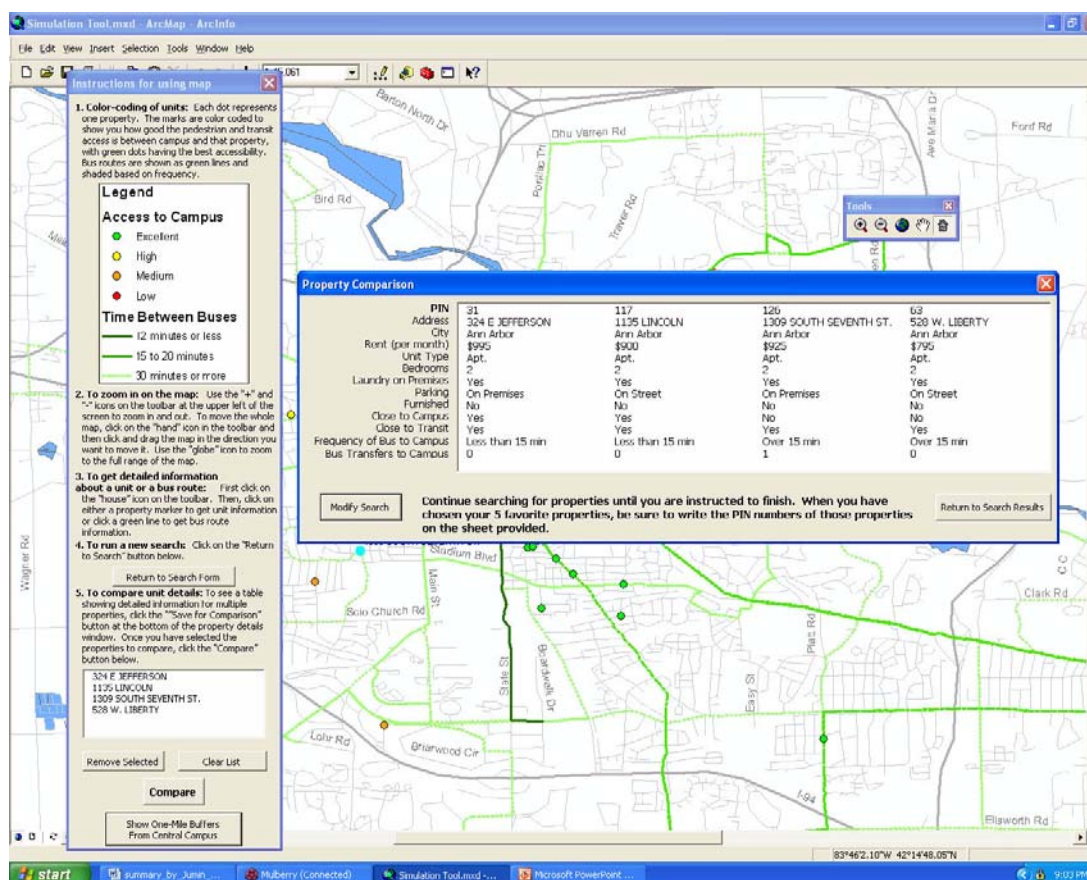 Simulation Tool.mxd - ArcMap - ArcInfo
File Edit View Insert Selection Tools Window Help
Instructions for using map
1. Color-coding of units: Each dot represents
one property. The marks are color coded to
show you how good the pedestrian and transit
access is between campus and that property,
with green dots having the best accessibility.
Bus routes are shown as green lines and
shaded based on frequency.
Legend
Access to Campus
Excellent
High
Medium
Low
Time Between Buses
12 minutes or less
15 to 20 minutes
30 minutes or more
2. To zoom in on the map: Use the "+" and
"-" icons on the toolbar at the upper left of the
screen to zoom in and out. To move the whole
map, click on the "hand" icon in the toolbar and
then click and drag the map in the direction you
want to move it. Use the "globe" icon to zoom
to the full range of the map.
3. To get detailed information
about a unit or a bus route: First click on
the "house" icon on the toolbar. Then, click on
either a property marker to get unit information
or click a green line to get bus route
information.
4. To run a new search: Click on the "Return
to Search" button below.
Return to Search Form
5. To compare unit details: To see a table
showing detailed information for multiple
properties, click the ""Save for Comparison"
button at the bottom of the property details
window. Once you have selected the
properties to compare, click the "Compare"
button below.
324 E JEFFERSON
1135 LINCOLN
1309 SOUTH SEVENTH ST.
528 W. LIBERTY
Remove Selected Clear List
Compare
Show One-Mile Buffers
From Central Campus
Barton North Dr
Dhu Varren Rd
Pontiac Trl
Ave Maria Dr
Ford Rd
Bird Rd
Traver Rd
Tools
Property Comparison
PIN 31 117 126 63
Address 324 E JEFFERSON 1135 LINCOLN 1309 SOUTH SEVENTH ST. 528 W. LIBERTY
City Ann Arbor Ann Arbor Ann Arbor Ann Arbor
Rent (per month) $995 $900 $925 $795
Unit Type Apt. Apt. Apt. Apt.
Bedrooms 2 2 2 2
Laundry on Premises Yes Yes Yes Yes
Parking On Premises On Street On Premises On Street
Furnished No No No No
Close to Campus Yes Yes No No
Close to Transit Yes Yes Yes Yes
Frequency of Bus to Campus Less than 15 min Less than 15 min Over 15 min Over 15 min
Bus Transfers to Campus 0 0 1 0
Modify Search
Continue searching for properties until you are instructed to finish. When you have
chosen your 5 favorite properties, be sure to write the PIN numbers of those properties
on the sheet provided.
Return to Search Results
Wagner Rd
Stadium Blvd
Main St
Scio Church Rd
State St
Boardwalk Dr
Platt Rd
Easy St
Clark Rd
Lohr Rd
Briarwood Cir
I-94
Ellsworth Rd
83°46'2.10"W 42°14'48.05"N
start
summary_by_Jumin_...
Mulberry (Connected)
Simulation Tool.mxd -...
Microsoft PowerPoint ...
9:03 PM